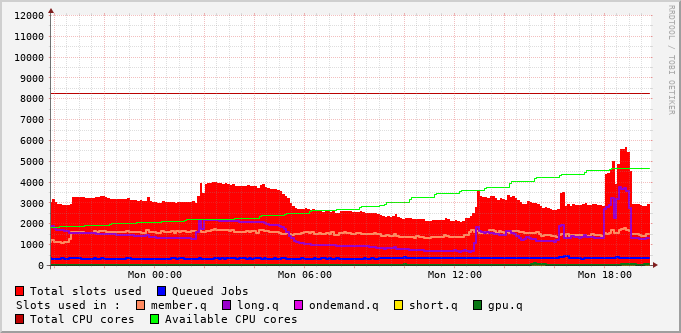 12000
11000
10000
9000
8000
7000
6000
5000
4000
3000
2000
1000
0
Mon 00:00 Mon 06:00 Mon 12:00 Mon 18:00
Total slots used Queued Jobs
Slots used in : member.q long.q ondemand.q short.q gpu.q
Total CPU cores Available CPU cores
RRDTOOL / TOBI OETIKER